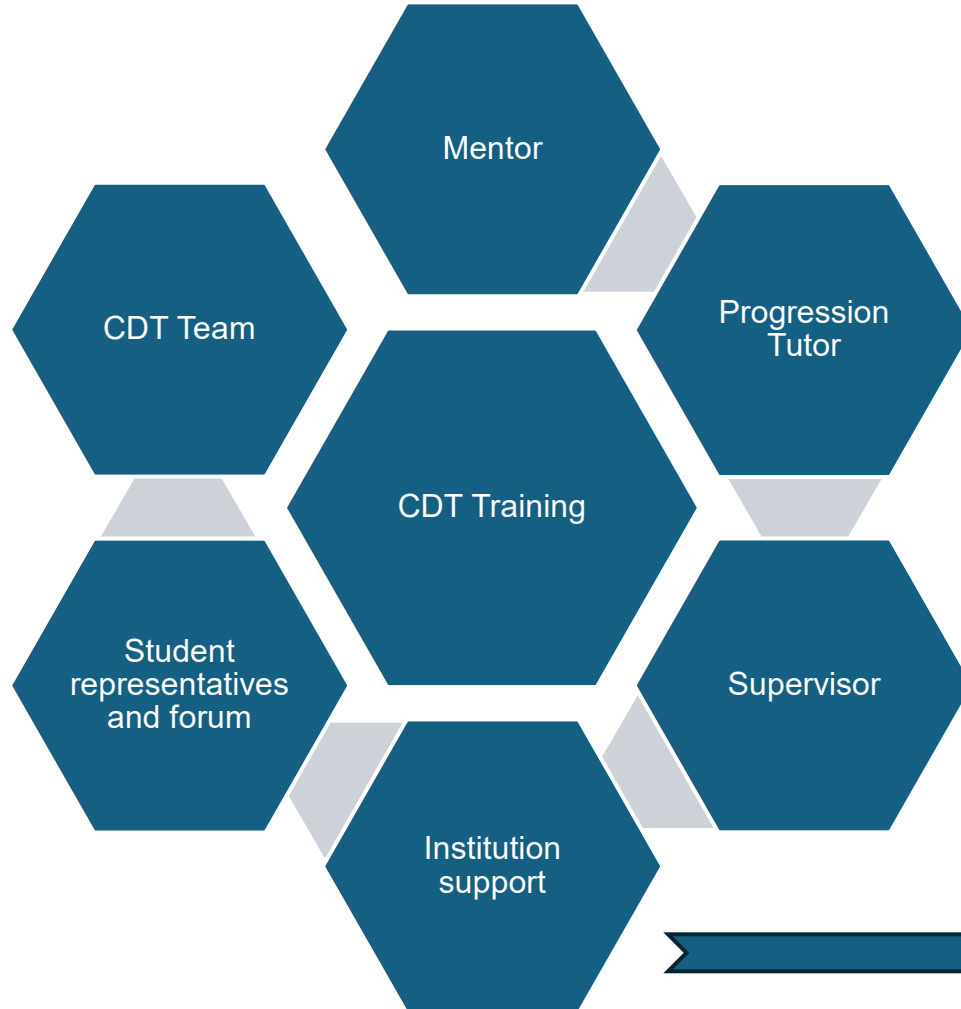 Mentor
CDT Team
Progression
Tutor
CDT Training
Student
representatives
and forum
Supervisor
Institution
support